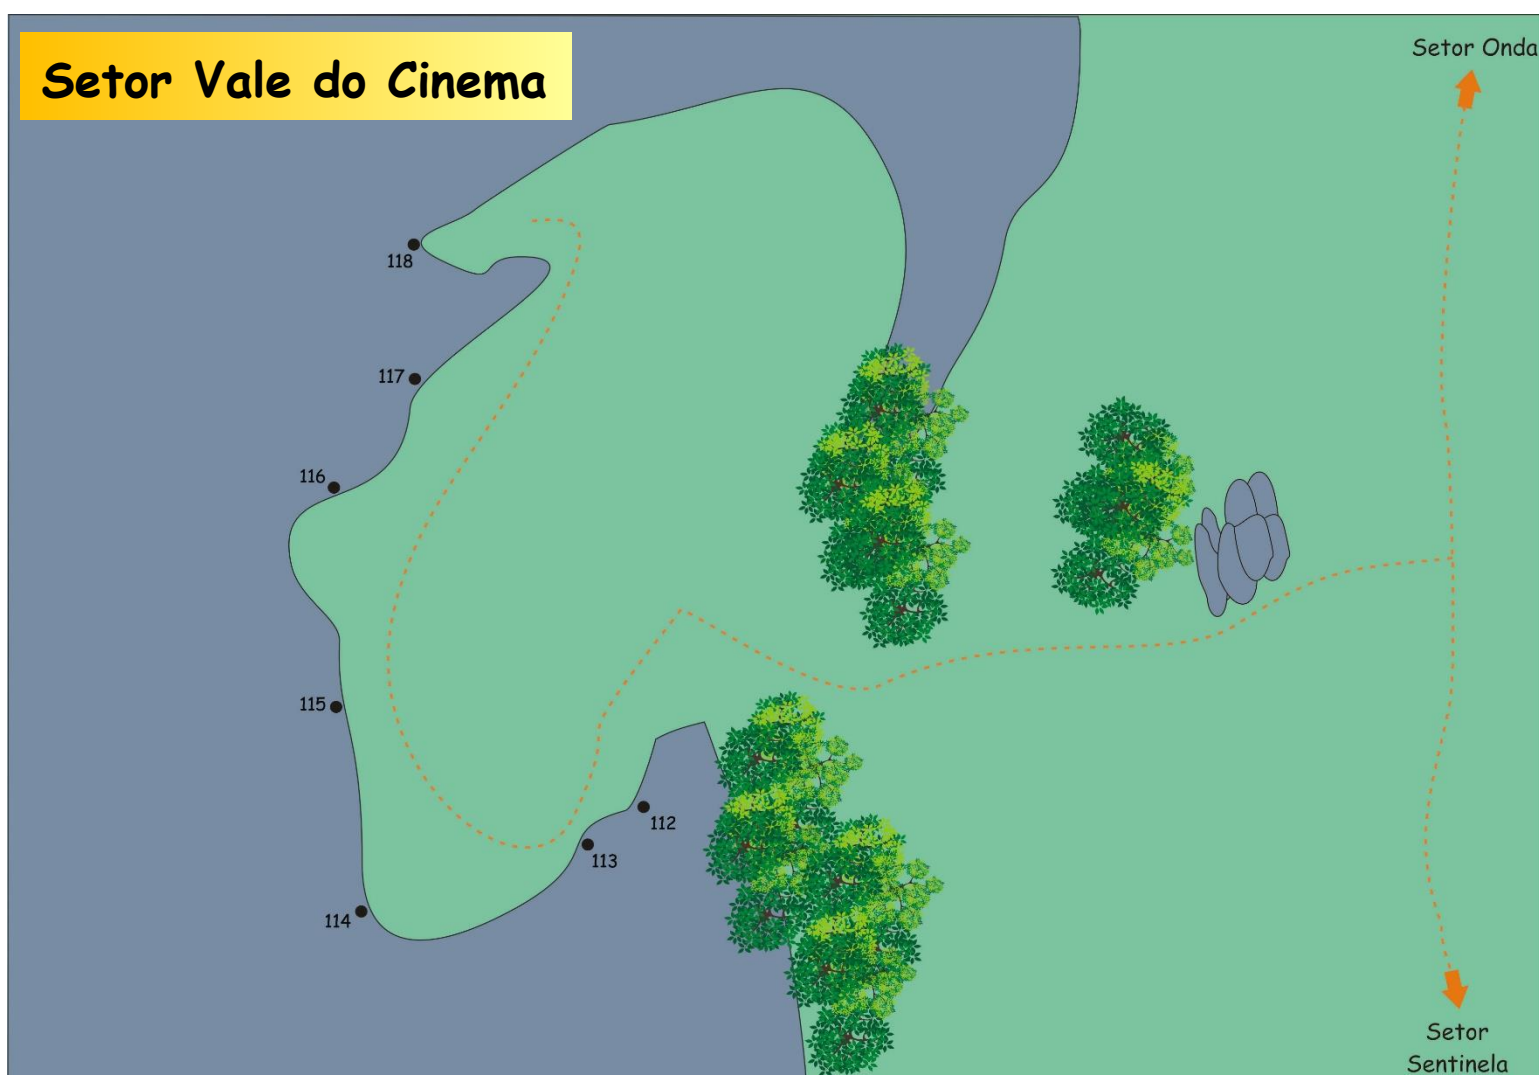 Setor Vale do Cinema
Setor Onda
118
117
116
115
112
113
114
Setor
Sentinela